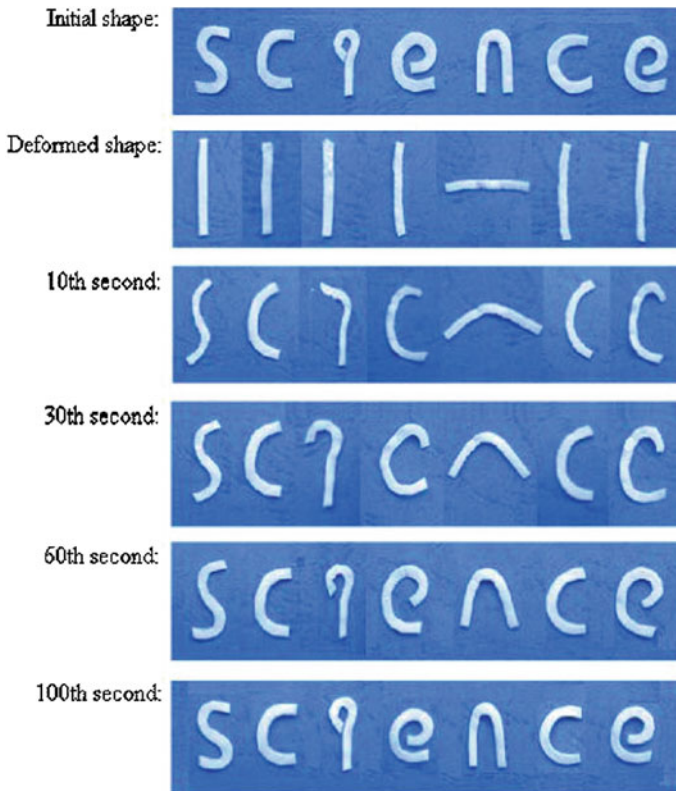 Initial shape:
science
Deformed shape:
10th second:
30th second:
60th second:
100th second:
science